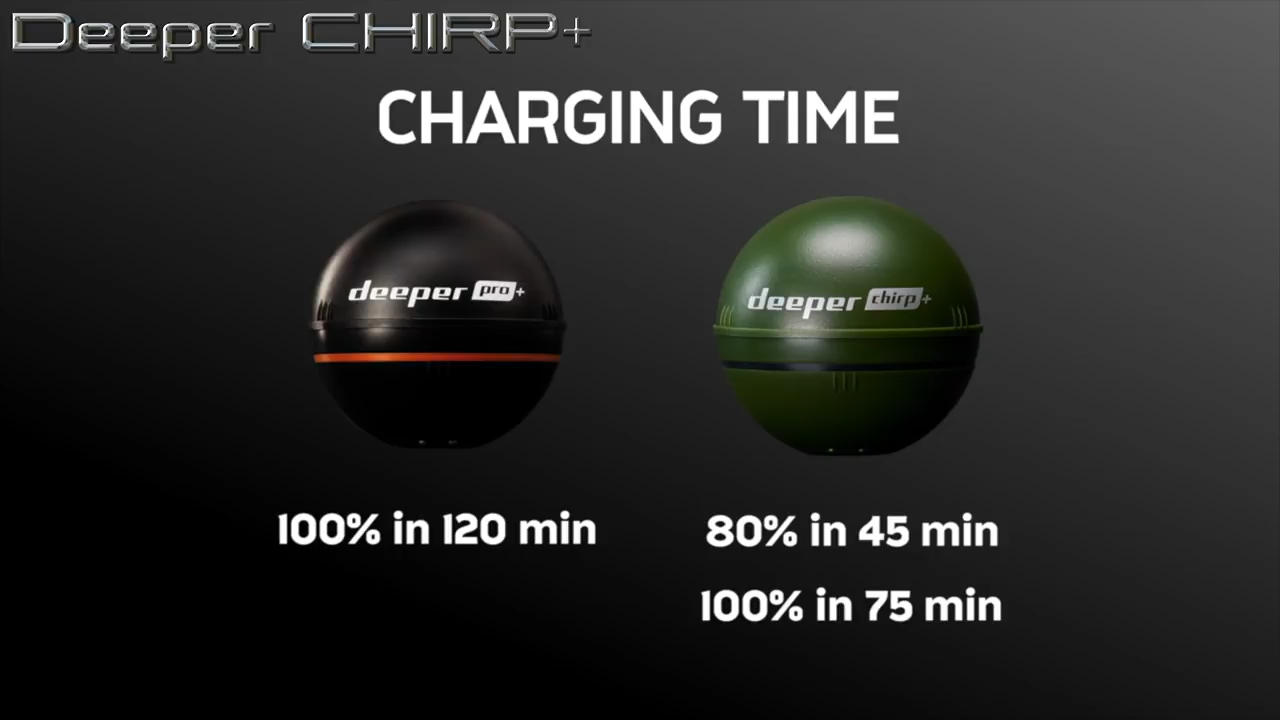 Deeper CHIRP+
CHARGING TIME
deeper pro+
deeper chirp+
100% in 120 min
80% in 45 min
100% in 75 min